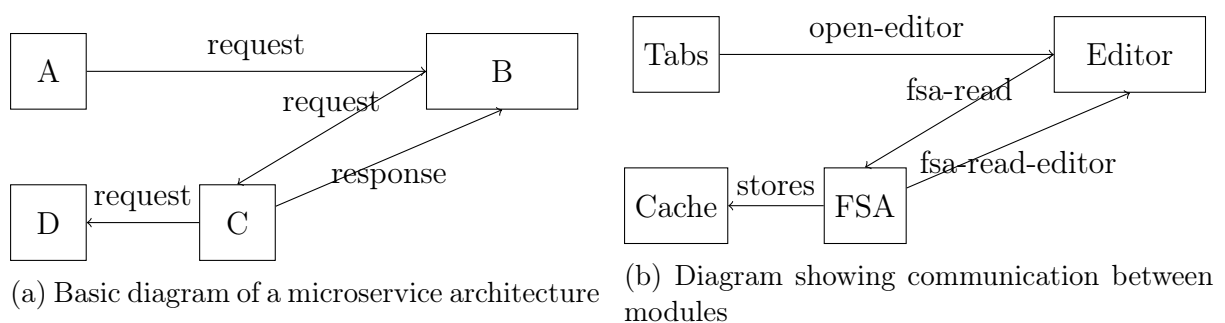 request
A
B
request
response
request
D
C
(a) Basic diagram of a microservice architecture
open-editor
Tabs
Editor
fsa-read
fsa-read-editor
stores
Cache
FSA
(b) Diagram showing communication between
modules